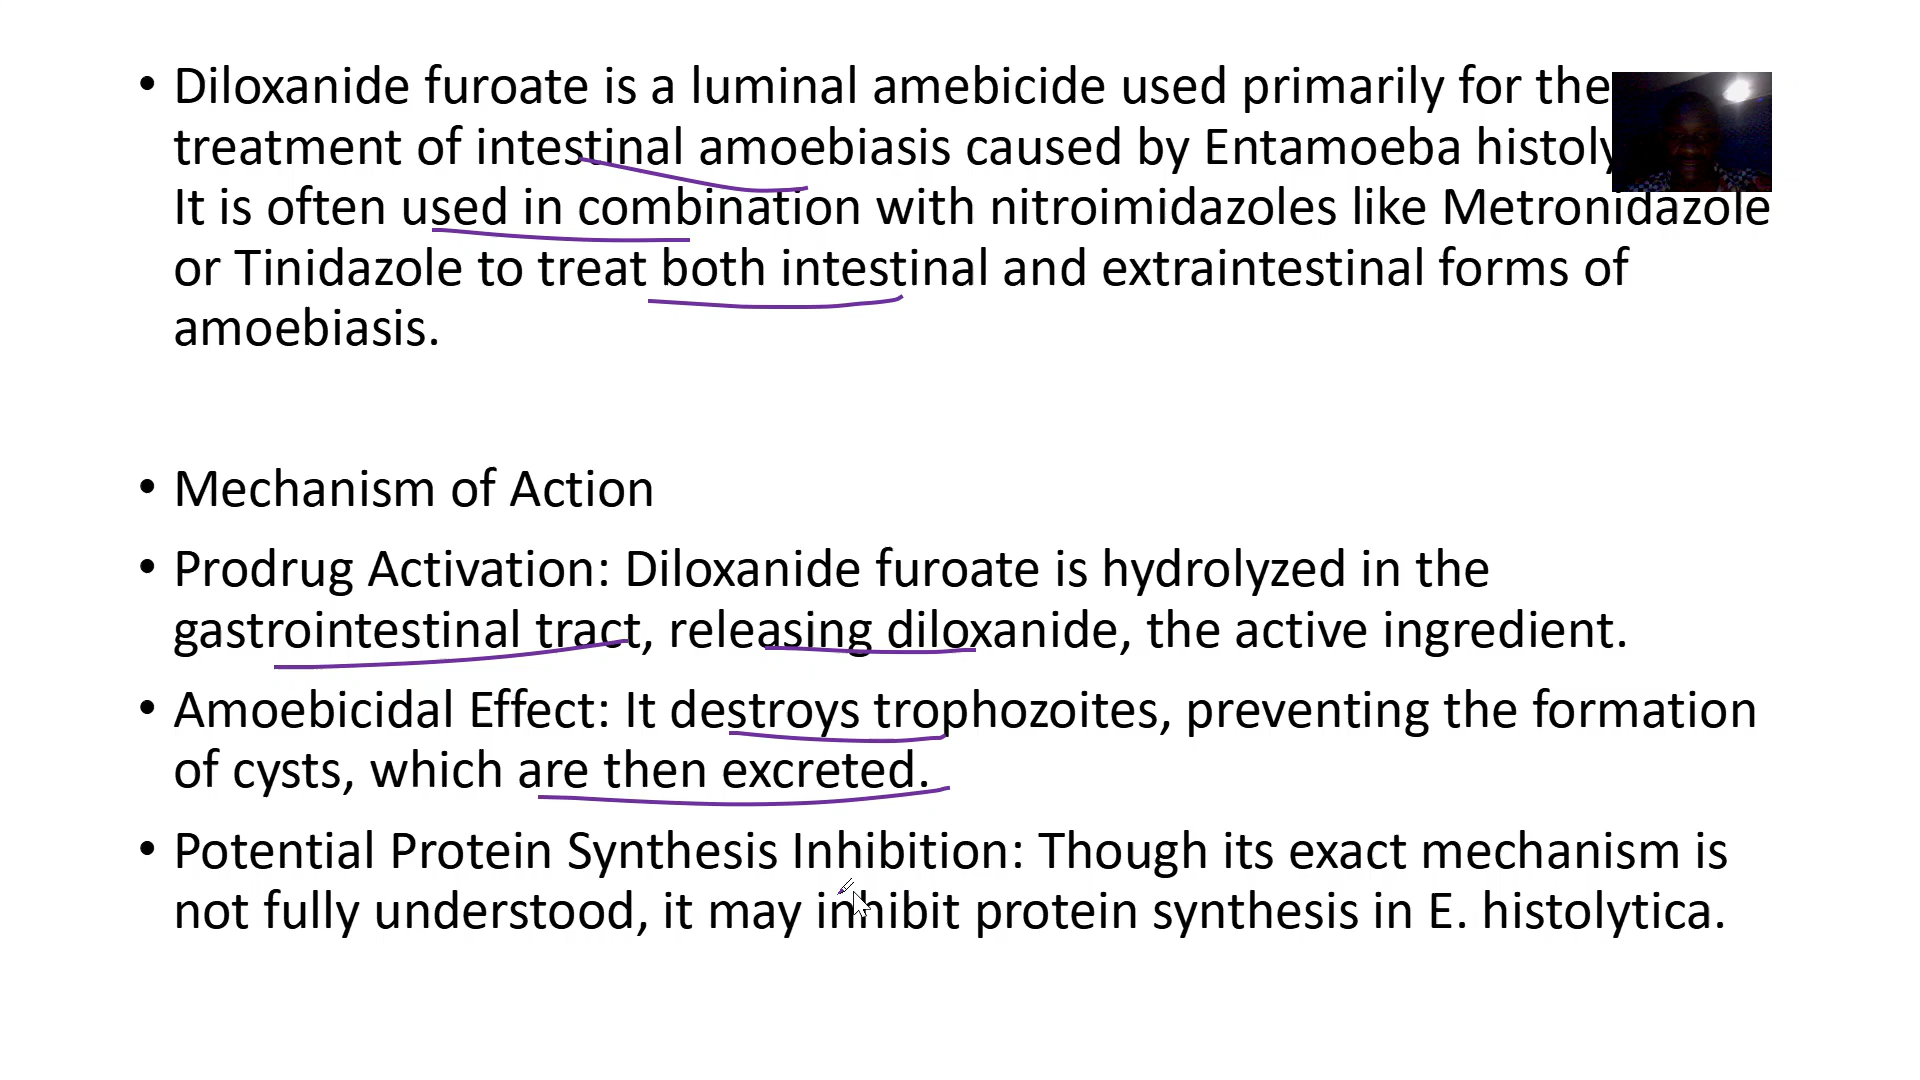 • Diloxanide furoate is a luminal amebicide used primarily for the
treatment of intestinal amoebiasis caused by Entamoeba
It is often used in combination with nitroimidazoles like Metronidazole
or Tinidazole to treat both intestinal and extraintestinal forms of
amoebiasis.
• Mechanism of Action
• Prodrug Activation: Diloxanide furoate is hydrolyzed in the
gastrointestinal tract, releasing diloxanide, the active ingredient.
• Amoebicidal Effect: It destroys trophozoites, preventing the formation
of cysts, which are then excreted.
• Potential Protein Synthesis Inhibition: Though its exact mechanism is
not fully understood, it may inhibit protein synthesis in E. histolytica.